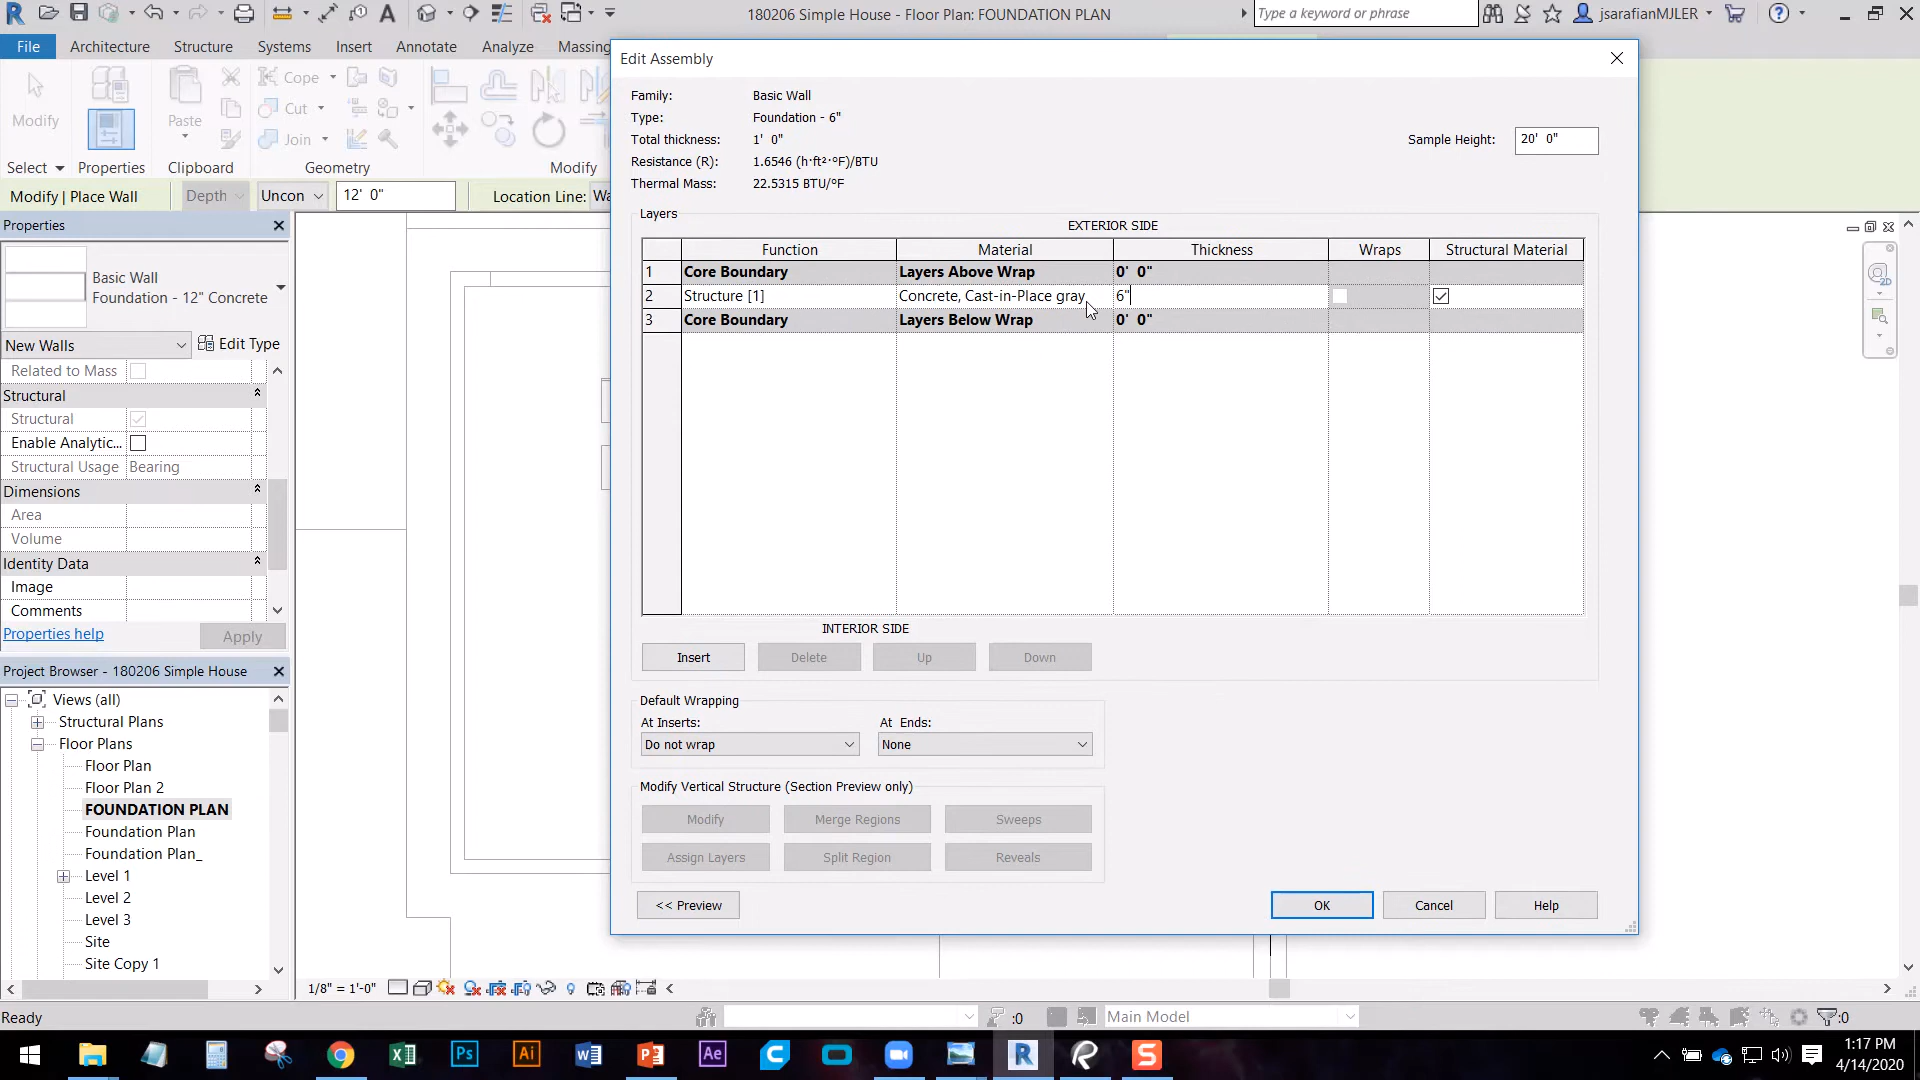 180206 Simple House - Floor Plan: FOUNDATION PLAN
Type a keyword or phrase
jsarafianMJLER
File
Architecture
Structure
Systems
Insert
Annotate
Analyze
Massing
Modify
Paste
Cope
Cut
Join
Select
Properties
Clipboard
Geometry
Modify
Modify | Place Wall
Depth
Uncon
12' 0"
Location Line:
Properties
Basic Wall
Foundation - 12" Concrete
New Walls
Edit Type
Related to Mass
Structural
Structural
Enable Analytic...
Structural Usage
Bearing
Dimensions
Area
Volume
Identity Data
Image
Comments
Properties help
Apply
Project Browser - 180206 Simple House
Views (all)
Structural Plans
Floor Plans
Floor Plan
Floor Plan 2
FOUNDATION PLAN
Foundation Plan
Foundation Plan_
Level 1
Level 2
Level 3
Site
Site Copy 1
Edit Assembly
Family:
Basic Wall
Type:
Foundation - 6"
Total thickness:
1' 0"
Resistance (R):
1.6546 (h·ft²·°F)/BTU
Thermal Mass:
22.5315 BTU/°F
Sample Height:
20' 0"
Layers
EXTERIOR SIDE
Function Material Thickness Wraps Structural Material
1 Core Boundary Layers Above Wrap 0' 0"
2 Structure [1] Concrete, Cast-in-Place gray 6"
3 Core Boundary Layers Below Wrap 0' 0"
INTERIOR SIDE
Insert
Delete
Up
Down
Default Wrapping
At Inserts:
At Ends:
Do not wrap
None
Modify Vertical Structure (Section Preview only)
Modify
Merge Regions
Sweeps
Assign Layers
Split Region
Reveals
<< Preview
OK
Cancel
Help
1/8" = 1'-0"
Ready
:0
Main Model
:0
1:17 PM
4/14/2020